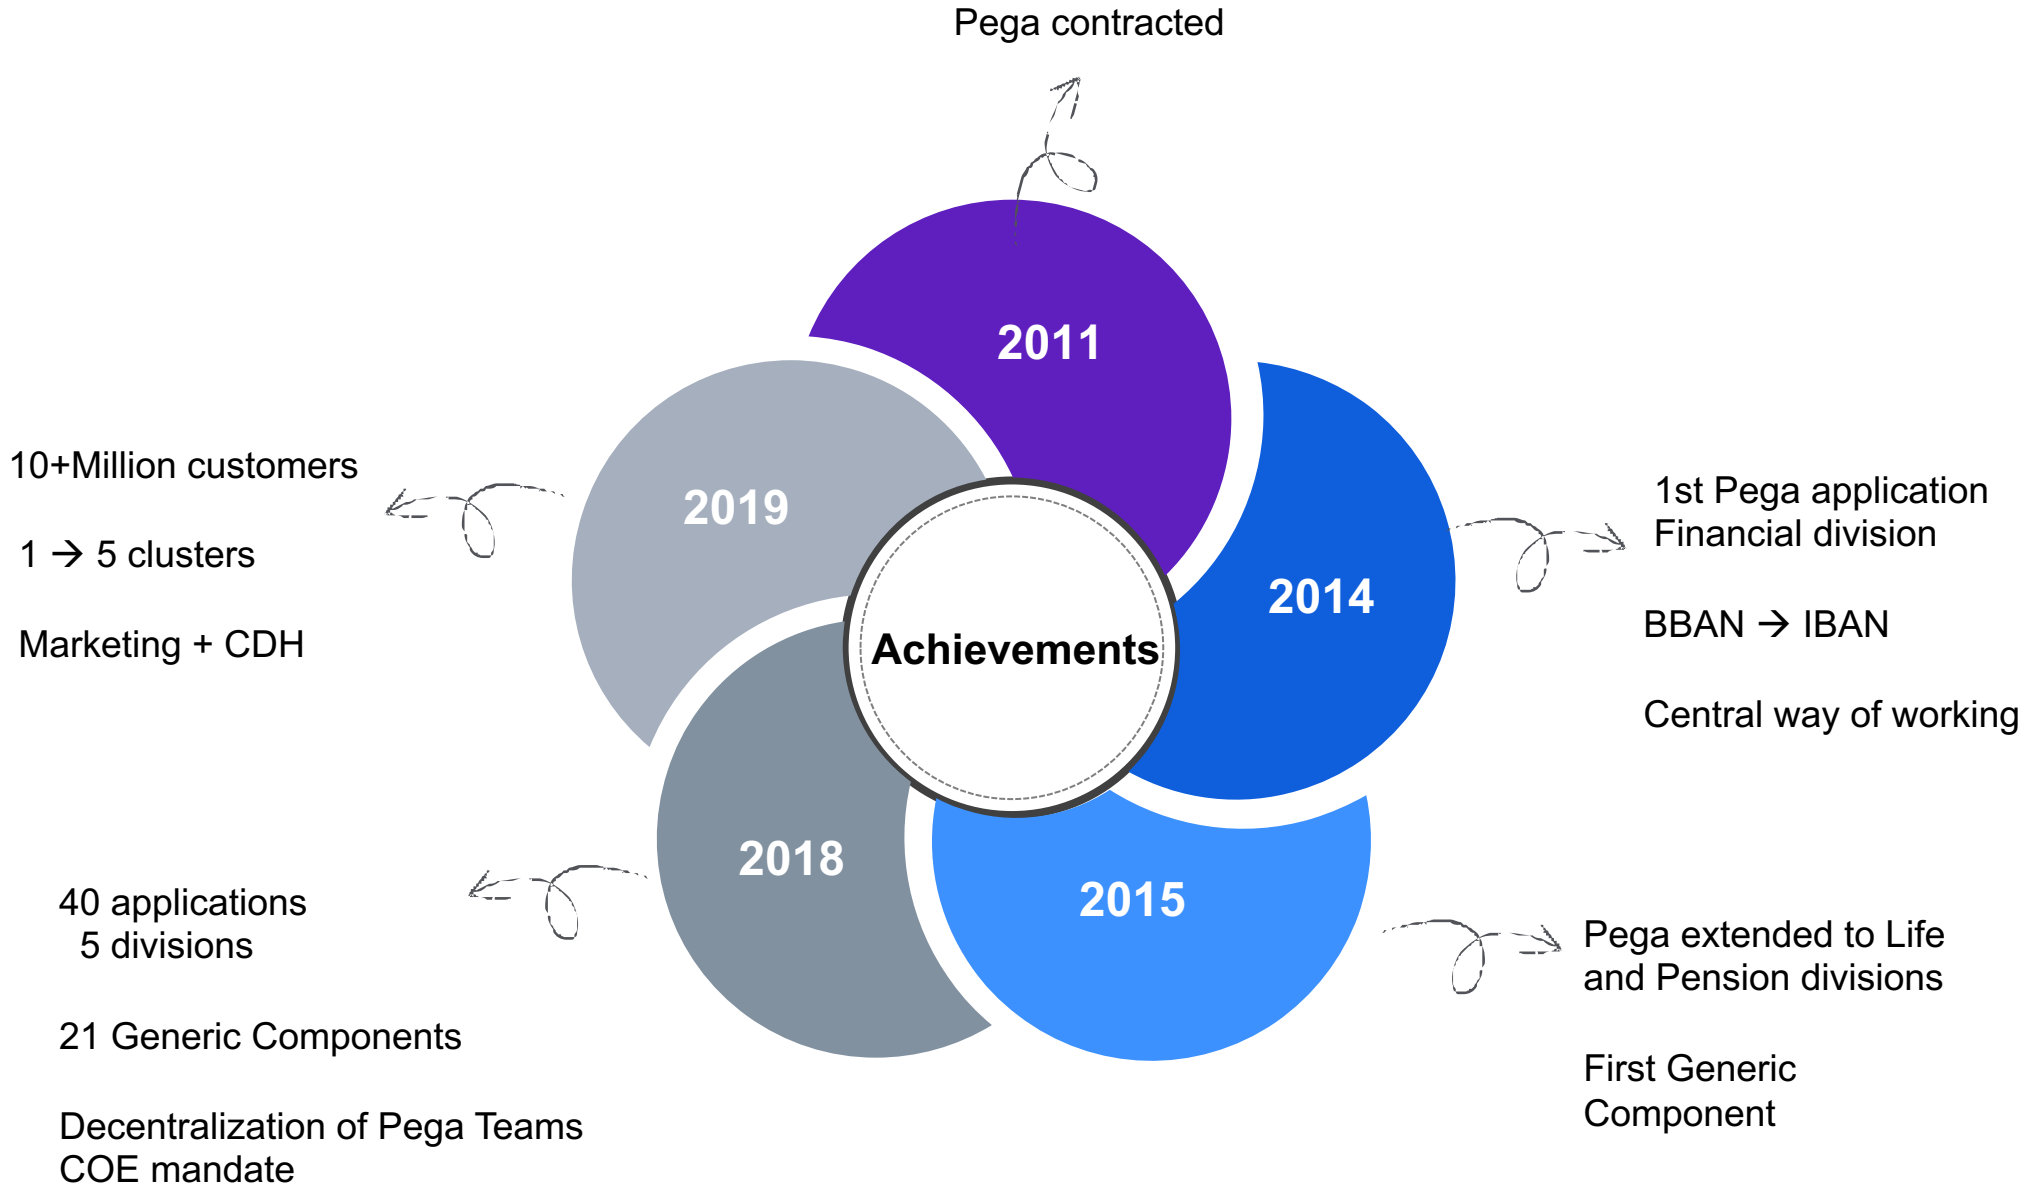 Pega contracted
2011
2014
1st Pega application
Financial division
BBAN → IBAN
Central way of working
2015
Pega extended to Life
and Pension divisions
First Generic
Component
2018
40 applications
5 divisions
21 Generic Components
Decentralization of Pega Teams
COE mandate
2019
10+Million customers
1 → 5 clusters
Marketing + CDH
Achievements